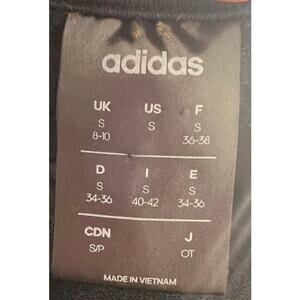 adidas
UK US F
S S S
8-10 36-38
D I E
S S S
34-36 40-42 34-36
CDN J
S/P OT
MADE IN VIETNAM